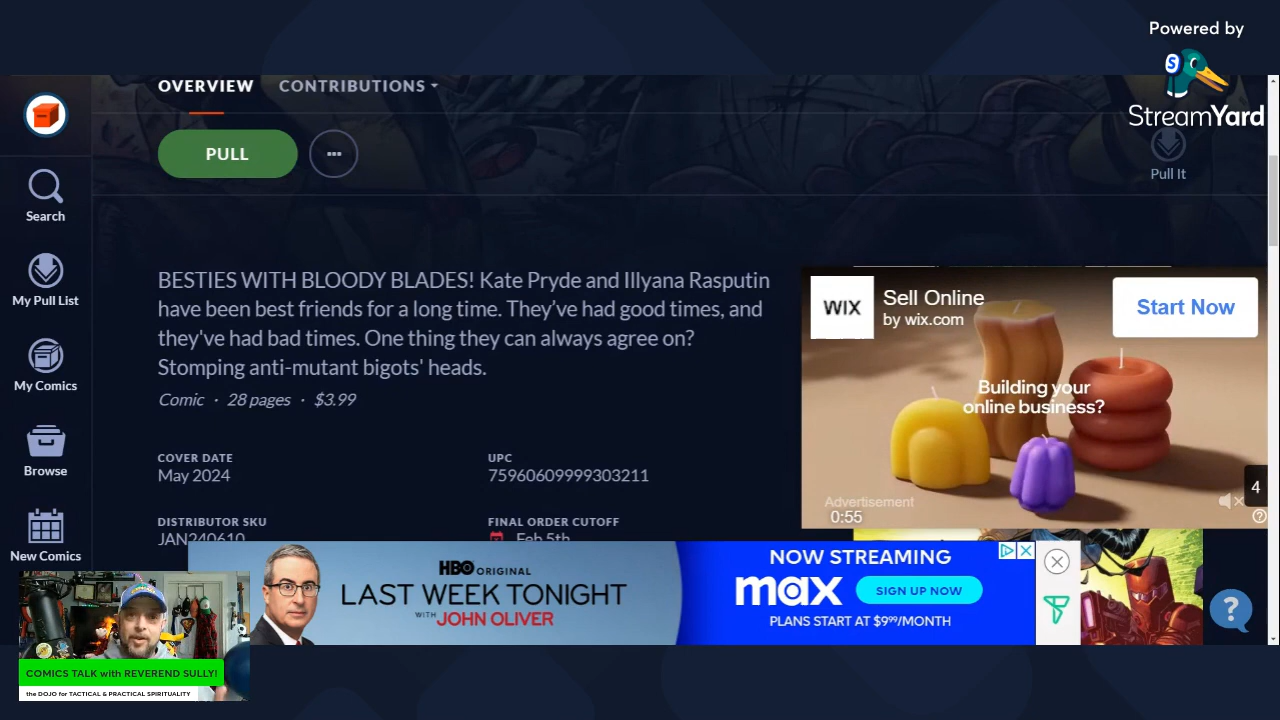 Powered by
StreamYard
OVERVIEW CONTRIBUTIONS
PULL
Pull It
Search
My Pull List
My Comics
Browse
New Comics
BESTIES WITH BLOODY BLADES! Kate Pryde and Illyana Rasputin
have been best friends for a long time. They've had good times, and
they've had bad times. One thing they can always agree on?
Stomping anti-mutant bigots' heads.
Comic · 28 pages · $3.99
COVER DATE
May 2024
UPC
75960609999303211
DISTRIBUTOR SKU
JAN240610
FINAL ORDER CUTOFF
Feb 5th
WIX
Sell Online
by wix.com
Start Now
Building your
online business?
Advertisement
0:55
4
HBO ORIGINAL
LAST WEEK TONIGHT
WITH JOHN OLIVER
NOW STREAMING
max
SIGN UP NOW
PLANS START AT $9⁹⁹/MONTH
COMICS TALK with REVEREND SULLY!
the DOJO for TACTICAL & PRACTICAL SPIRITUALITY